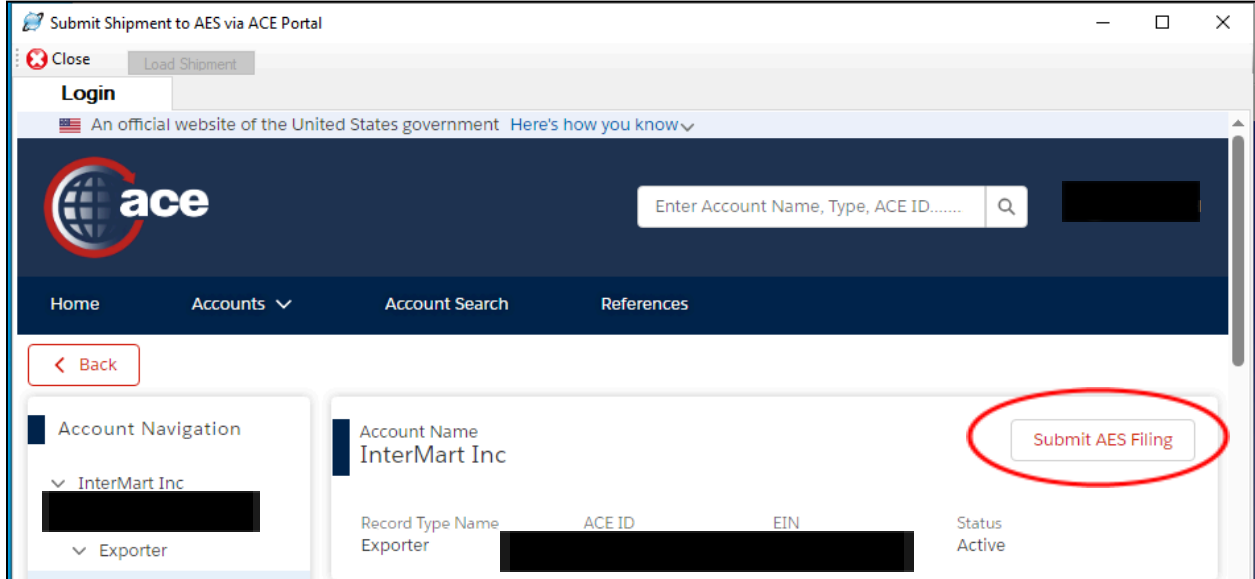 Submit Shipment to AES via ACE Portal
Close
Load Shipment
Login
An official website of the United States government Here's how you know
ace
Enter Account Name, Type, ACE ID.......
Home Accounts Account Search References
Back
Account Navigation
InterMart Inc
Exporter
Account Name
InterMart Inc
Submit AES Filing
Record Type Name ACE ID EIN Status
Exporter Active